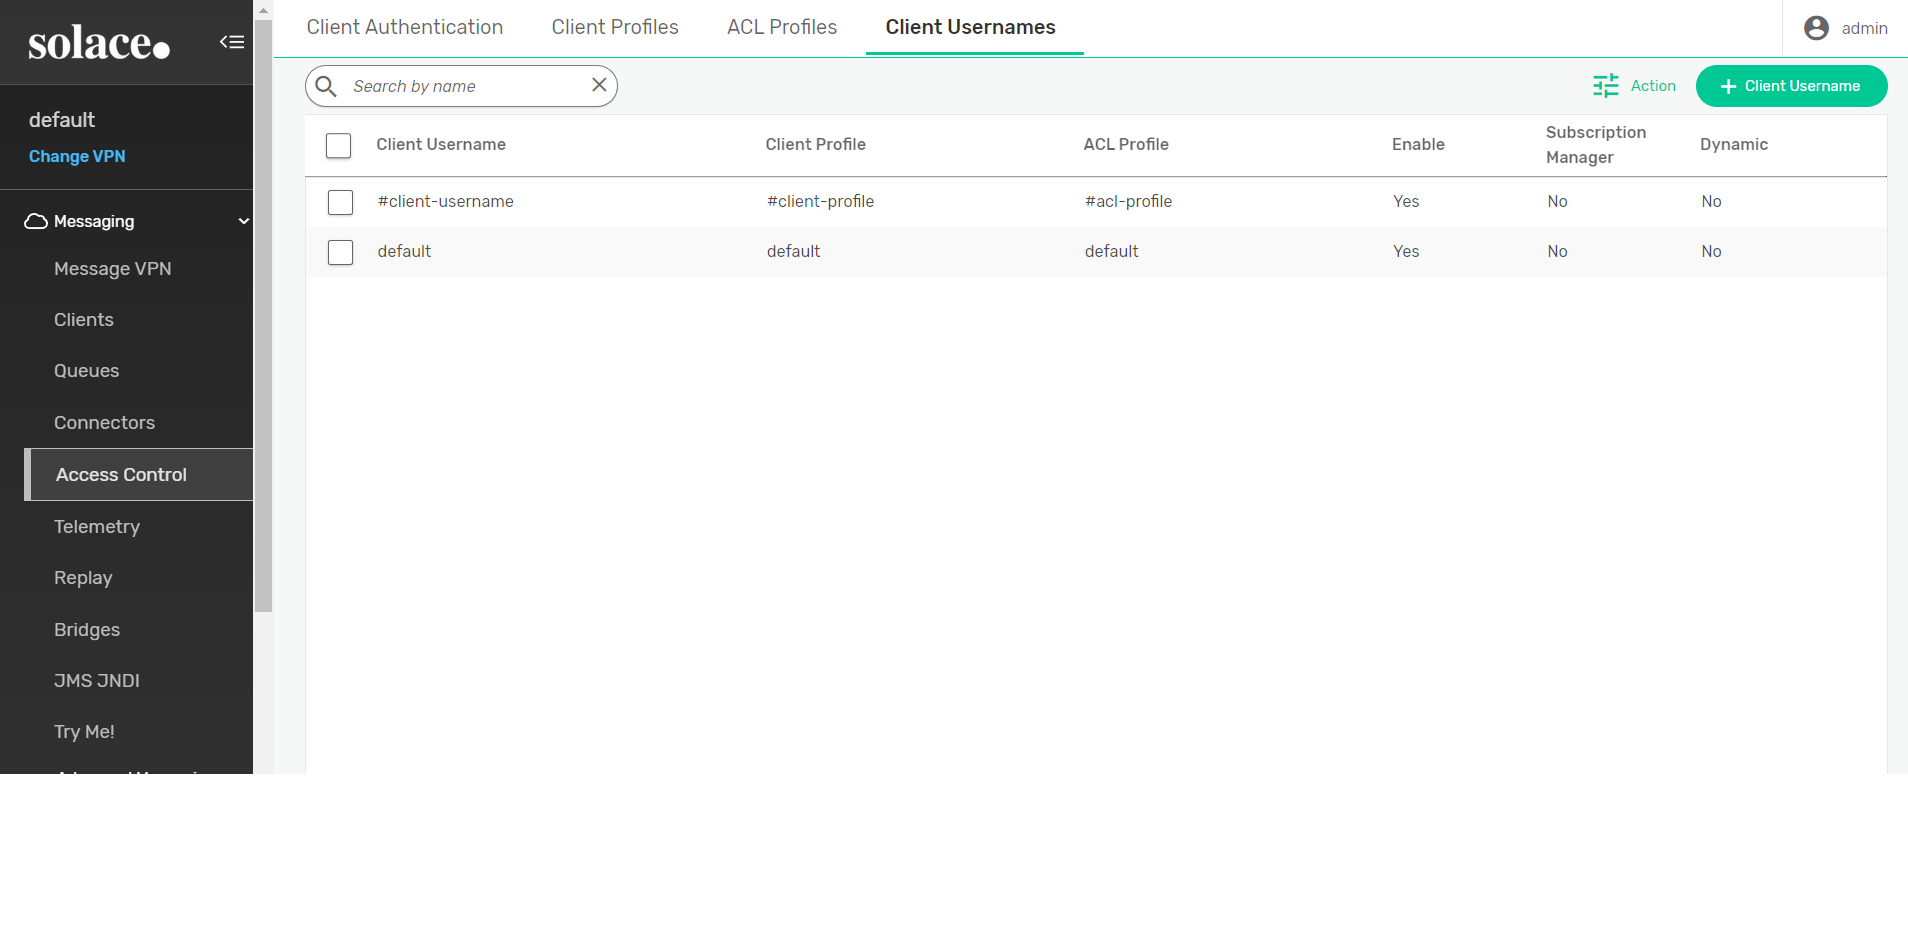 solace.
default
Change VPN
Messaging
Message VPN
Clients
Queues
Connectors
Access Control
Telemetry
Replay
Bridges
JMS JNDI
Try Me!
Client Authentication
Client Profiles
ACL Profiles
Client Usernames
admin
Search by name
Action
Client Username
Client Username
Client Profile
ACL Profile
Enable
Subscription
Manager
Dynamic
#client-username
#client-profile
#acl-profile
Yes
No
No
default
default
default
Yes
No
No